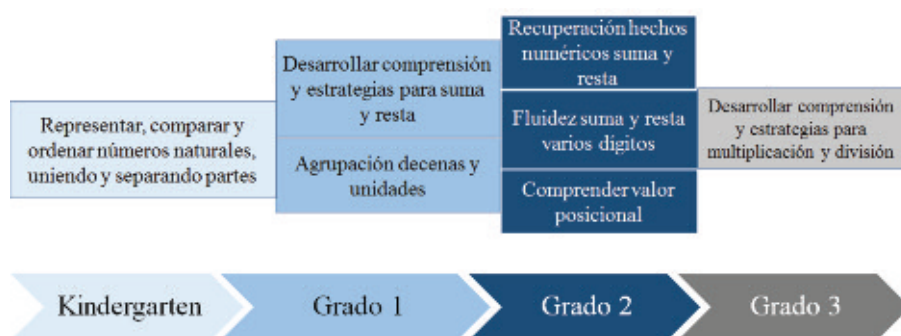 Representar, comparar y
ordenar números naturales,
uniendo y separando partes
Desarrollar comprensión
y estrategias para suma
y resta
Agrupación decenas y
unidades
Recuperación hechos
numéricos suma y
resta
Fluidez suma y resta
varios dígitos
Comprender valor
posicional
Desarrollar comprensión
y estrategias para
multiplicación y división
Kindergarten
Grado 1
Grado 2
Grado 3